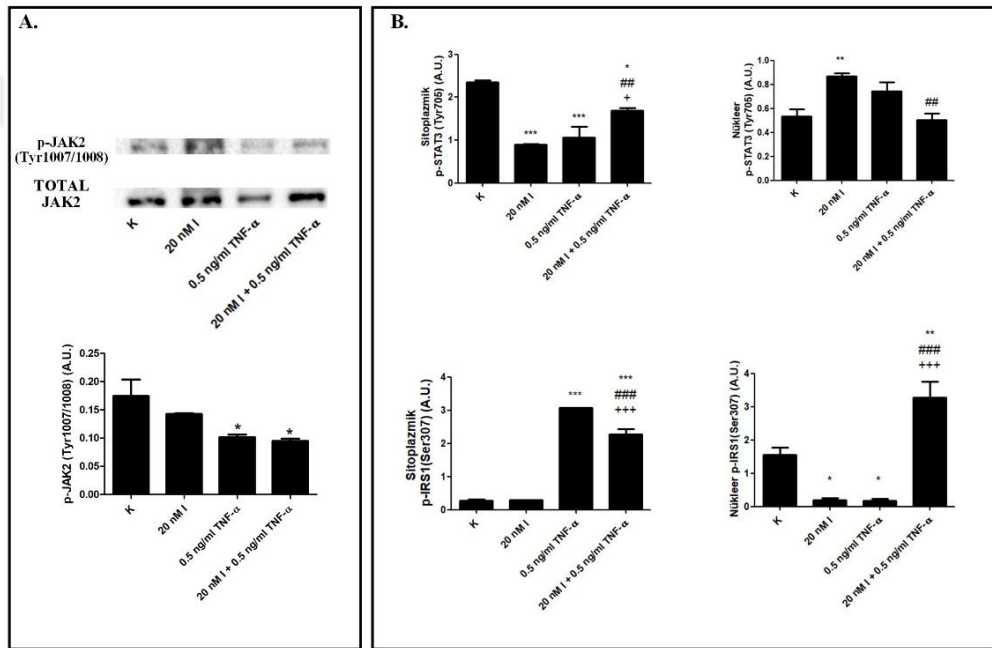 A.
p-JAK2
(Tyr1007/1008)
TOTAL
JAK2
K
20 nM I
0.5 ng/ml TNF-α
20 nM I + 0.5 ng/ml TNF-α
p-JAK2 (Tyr1007/1008) (A.U.)
0.25
0.20
0.15
0.10
0.05
0.00
*
*
K
20 nM I
0.5 ng/ml TNF-α
20 nM I + 0.5 ng/ml TNF-α
B.
Sitoplazmik
p-STAT3 (Tyr705) (A.U.)
3
2
1
0
***
***
*
##
+
K
20 nM I
0.5 ng/ml TNF-α
20 nM I + 0.5 ng/ml TNF-α
Nükleer
p-STAT3 (Tyr705) (A.U.)
1.0
0.8
0.6
0.4
0.2
0.0
**
##
K
20 nM I
0.5 ng/ml TNF-α
20 nM I + 0.5 ng/ml TNF-α
Sitoplazmik
p-IRS1(Ser307) (A.U.)
4
3
2
1
0
***
***
###
+++
K
20 nM I
0.5 ng/ml TNF-α
20 nM I + 0.5 ng/ml TNF-α
Nükleer p-IRS1(Ser307) (A.U.)
4
3
2
1
0
*
*
**
###
+++
K
20 nM I
0.5 ng/ml TNF-α
20 nM I + 0.5 ng/ml TNF-α